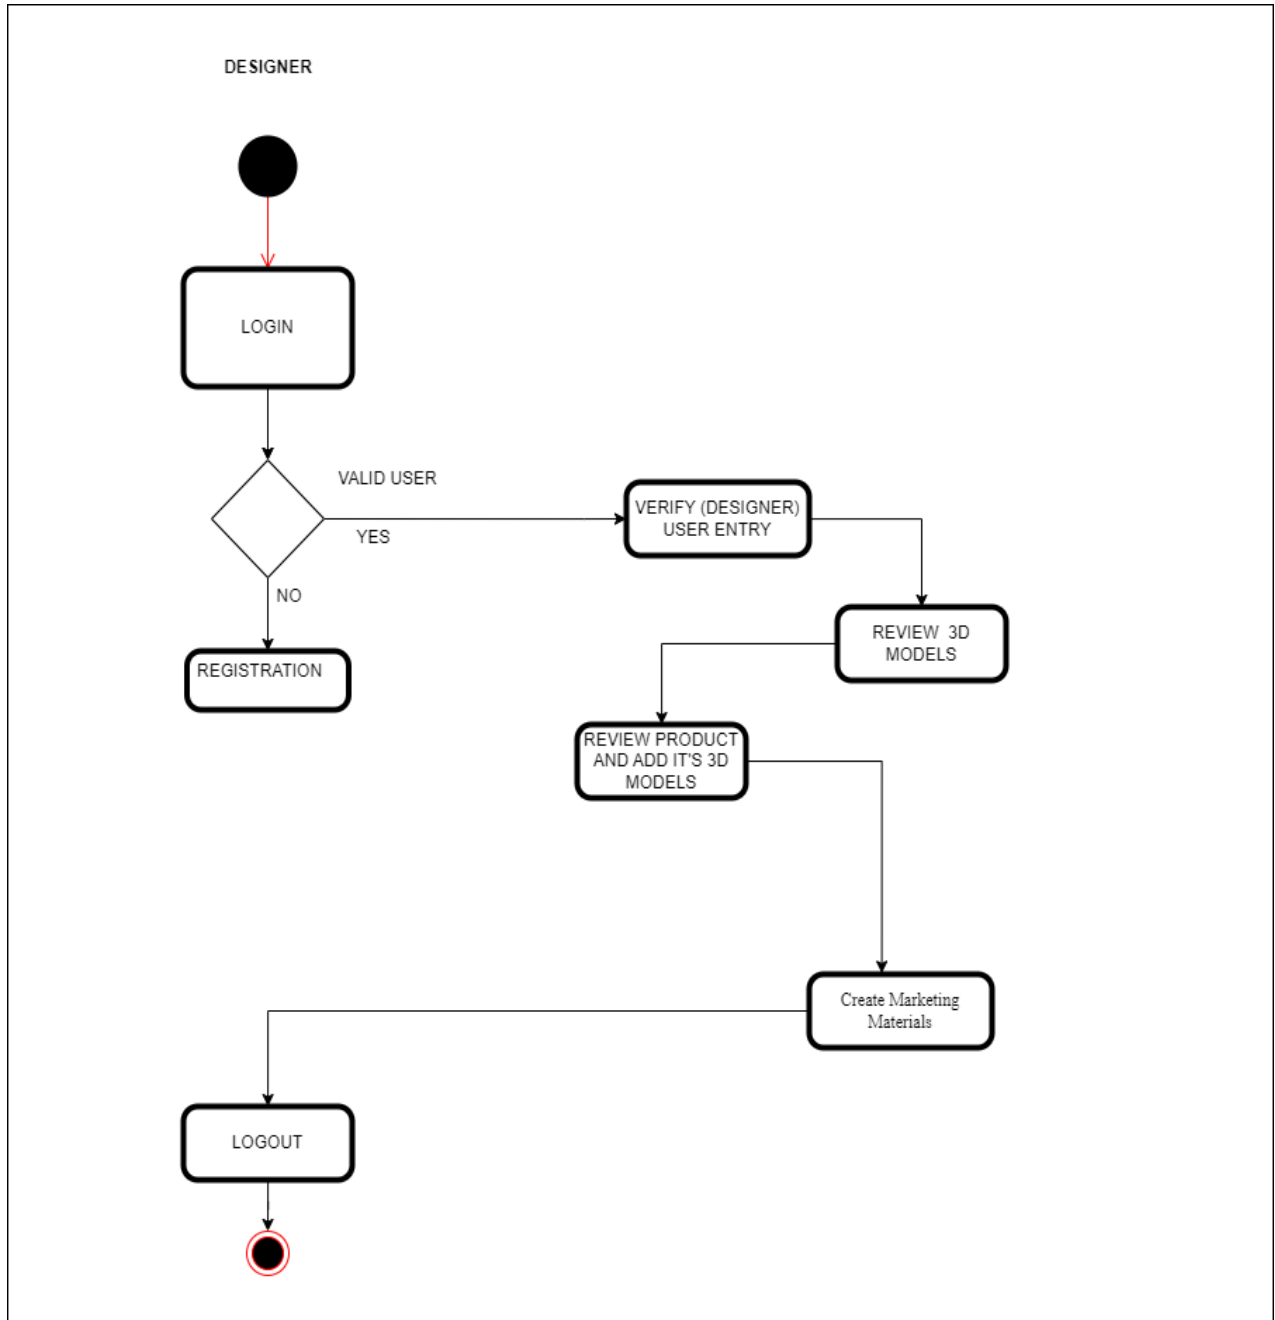 DESIGNER
LOGIN
VALID USER
YES
NO
VERIFY (DESIGNER)
USER ENTRY
REVIEW 3D
MODELS
REGISTRATION
REVIEW PRODUCT
AND ADD IT'S 3D
MODELS
Create Marketing
Materials
LOGOUT